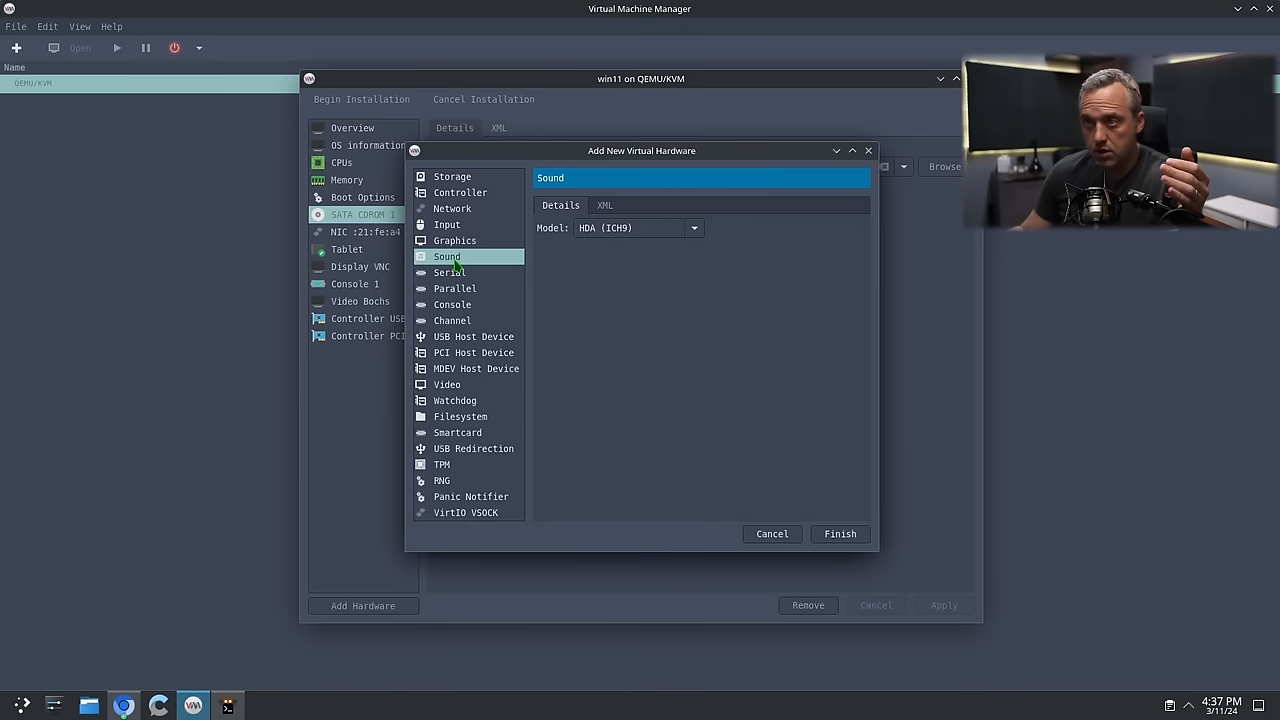 Virtual Machine Manager
File Edit View Help
Open
Name
QEMU/KVM
win11 on QEMU/KVM
Begin Installation Cancel Installation
Overview
OS information
CPUs
Memory
Boot Options
SATA CDROM 1
NIC :21:fe:a4
Tablet
Display VNC
Console 1
Video Bochs
Controller USB
Controller PCI
Add Hardware
Details XML
Browse
Remove Cancel Apply
Add New Virtual Hardware
Storage
Controller
Network
Input
Graphics
Sound
Serial
Parallel
Console
Channel
USB Host Device
PCI Host Device
MDEV Host Device
Video
Watchdog
Filesystem
Smartcard
USB Redirection
TPM
RNG
Panic Notifier
VirtIO VSOCK
Sound
Details XML
Model: HDA (ICH9)
Cancel Finish
4:37 PM
3/11/24